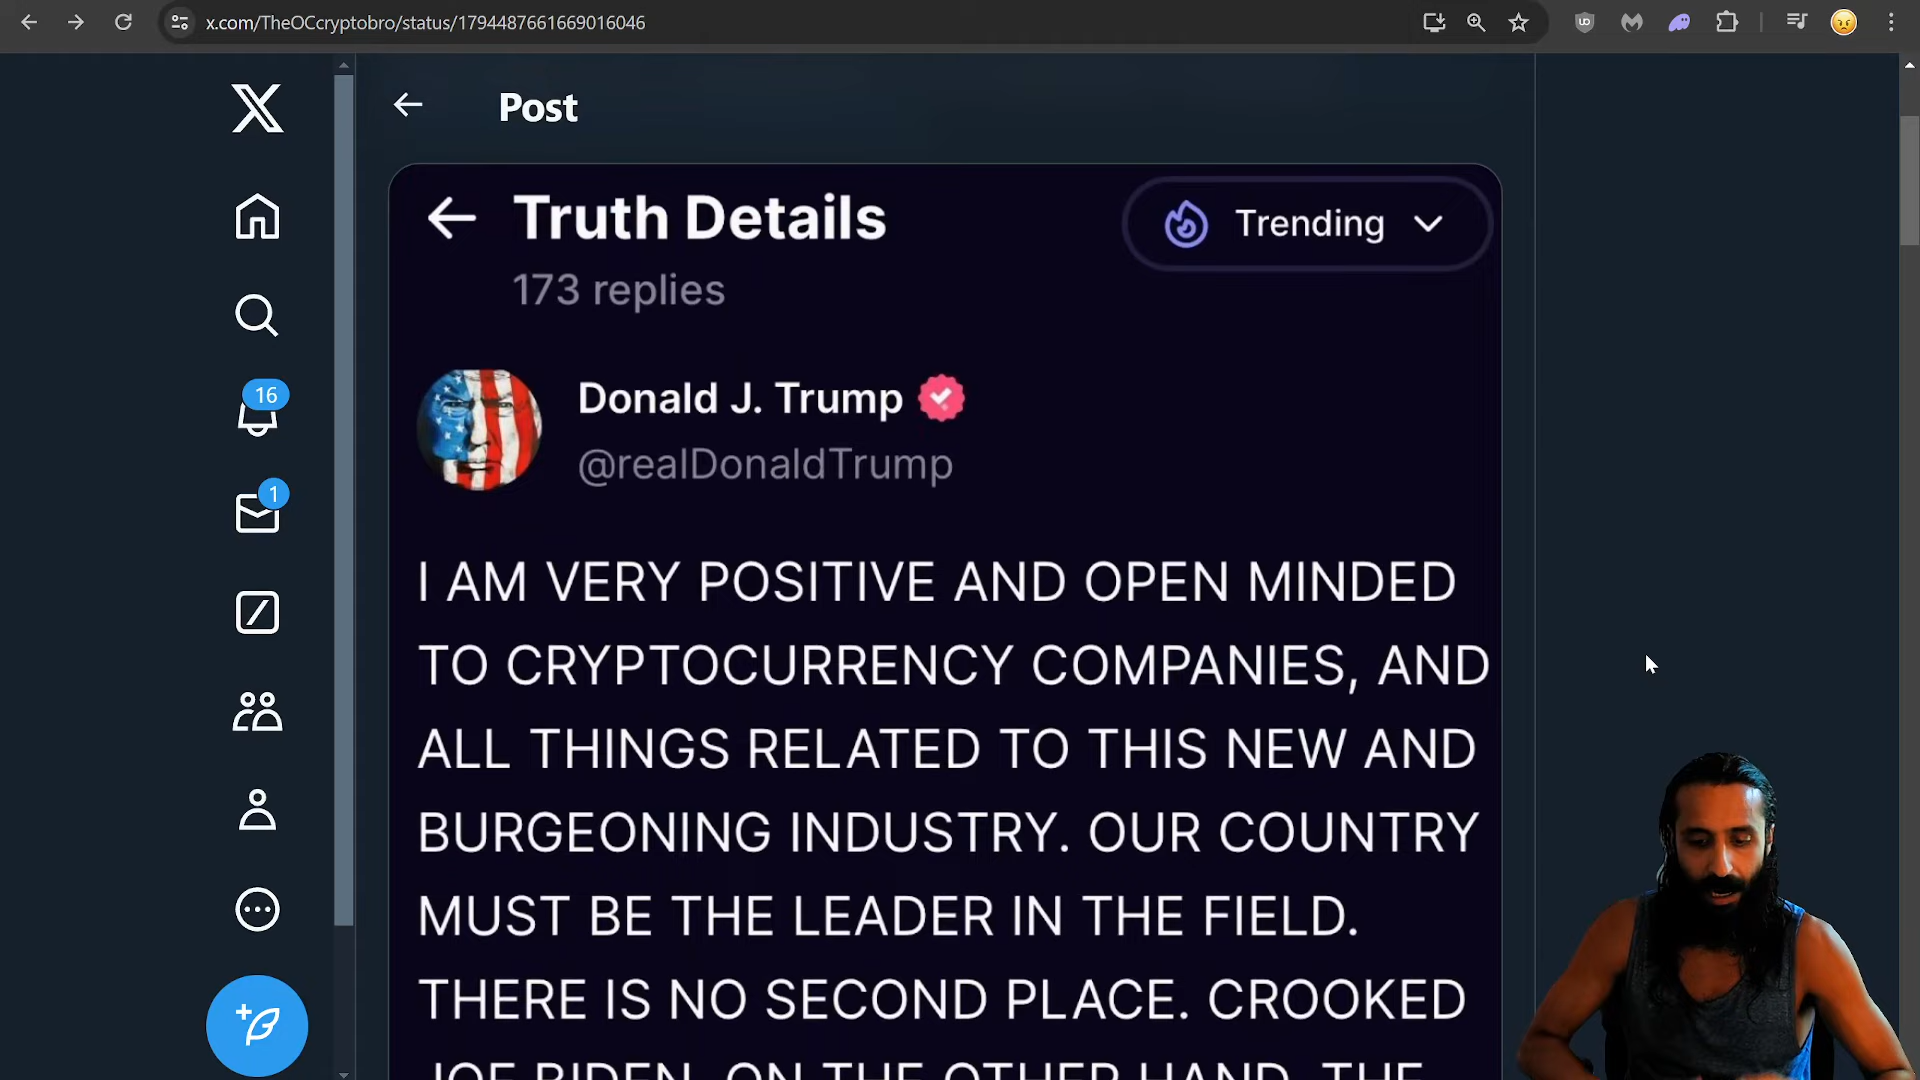 x.com/TheOCcryptobro/status/1794487661669016046
Post
Truth Details
Trending
173 replies
16
Donald J. Trump
@realDonaldTrump
1
I AM VERY POSITIVE AND OPEN MINDED
TO CRYPTOCURRENCY COMPANIES, AND
ALL THINGS RELATED TO THIS NEW AND
BURGEONING INDUSTRY. OUR COUNTRY
MUST BE THE LEADER IN THE FIELD.
THERE IS NO SECOND PLACE. CROOKED
JOE BIDEN, ON THE OTHER HAND, THE